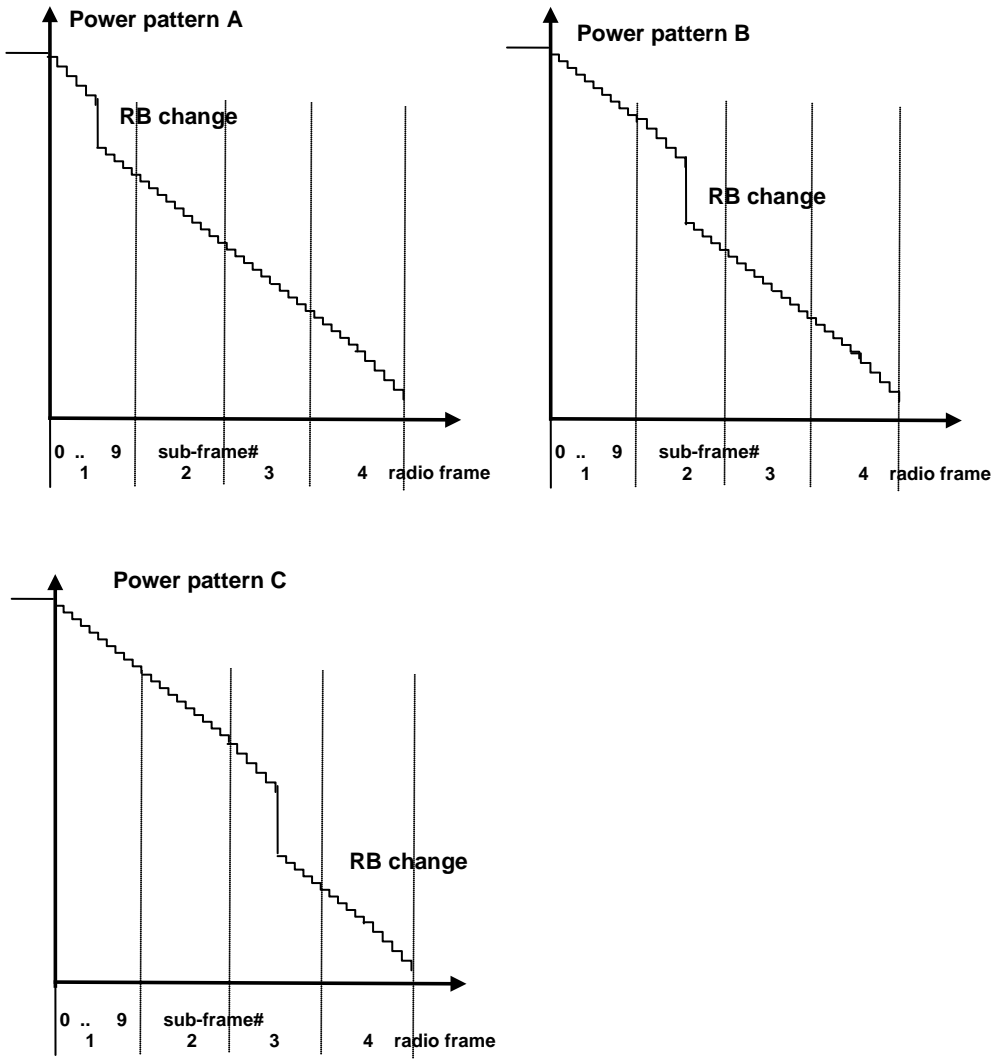 Power pattern A
RB change
0 .. 9 sub-frame#
1 2 3 4 radio frame
Power pattern B
RB change
0 .. 9 sub-frame#
1 2 3 4 radio frame
Power pattern C
RB change
0 .. 9 sub-frame#
1 2 3 4 radio frame